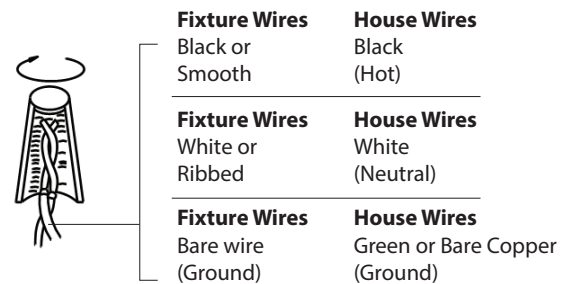 Fixture Wires House Wires
Black or Black
Smooth (Hot)
Fixture Wires House Wires
White or White
Ribbed (Neutral)
Fixture Wires House Wires
Bare wire Green or Bare Copper
(Ground) (Ground)